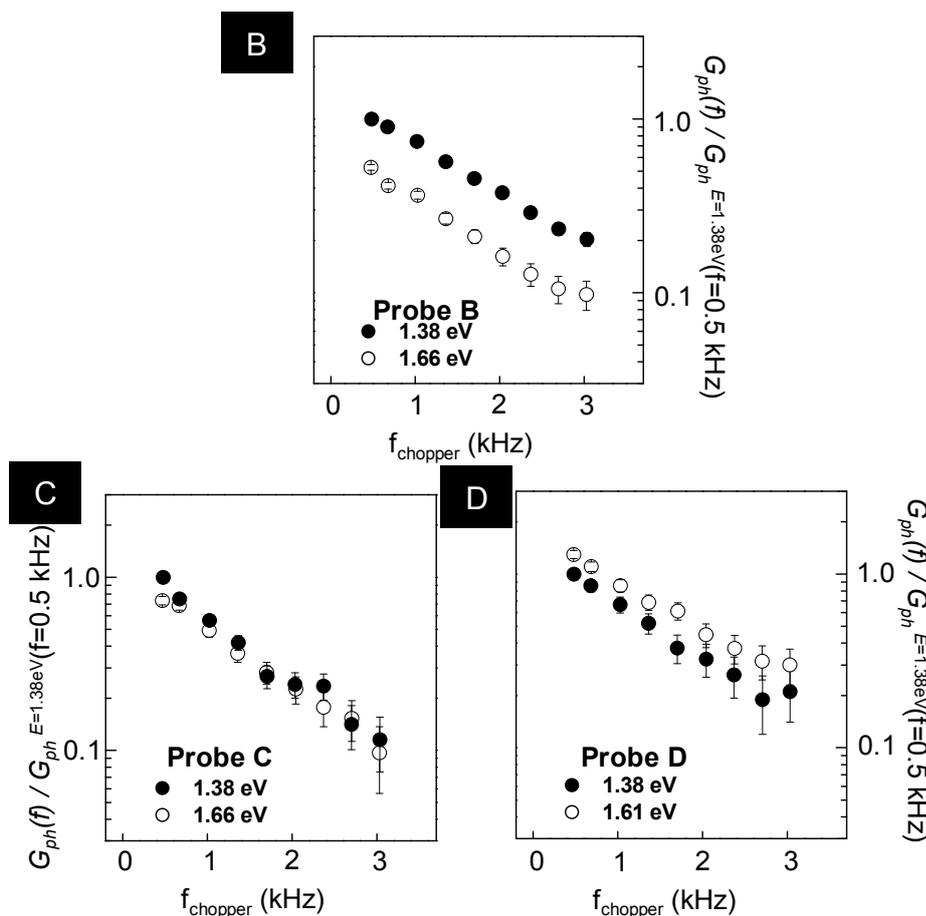 B
G_ph(f) / G_ph^E=1.38eV(f=0.5 kHz)
1.0
0.1
Probe B
1.38 eV
1.66 eV
0 1 2 3
f_chopper (kHz)
C
G_ph(f) / G_ph^E=1.38eV(f=0.5 kHz)
1.0
0.1
Probe C
1.38 eV
1.66 eV
0 1 2 3
f_chopper (kHz)
D
G_ph(f) / G_ph^E=1.38eV(f=0.5 kHz)
1.0
0.1
Probe D
1.38 eV
1.61 eV
0 1 2 3
f_chopper (kHz)